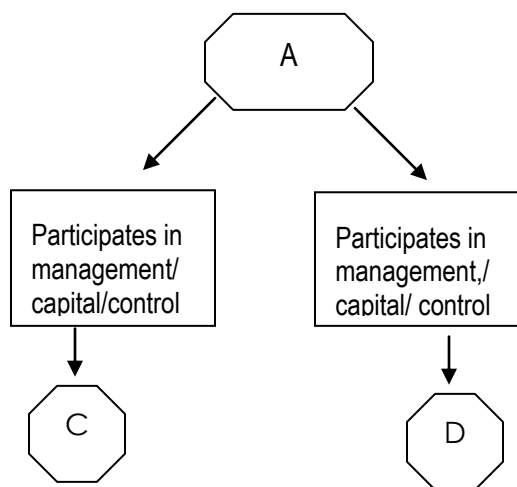 A
Participates in
management/
capital/control
Participates in
management,/
capital/ control
C
D